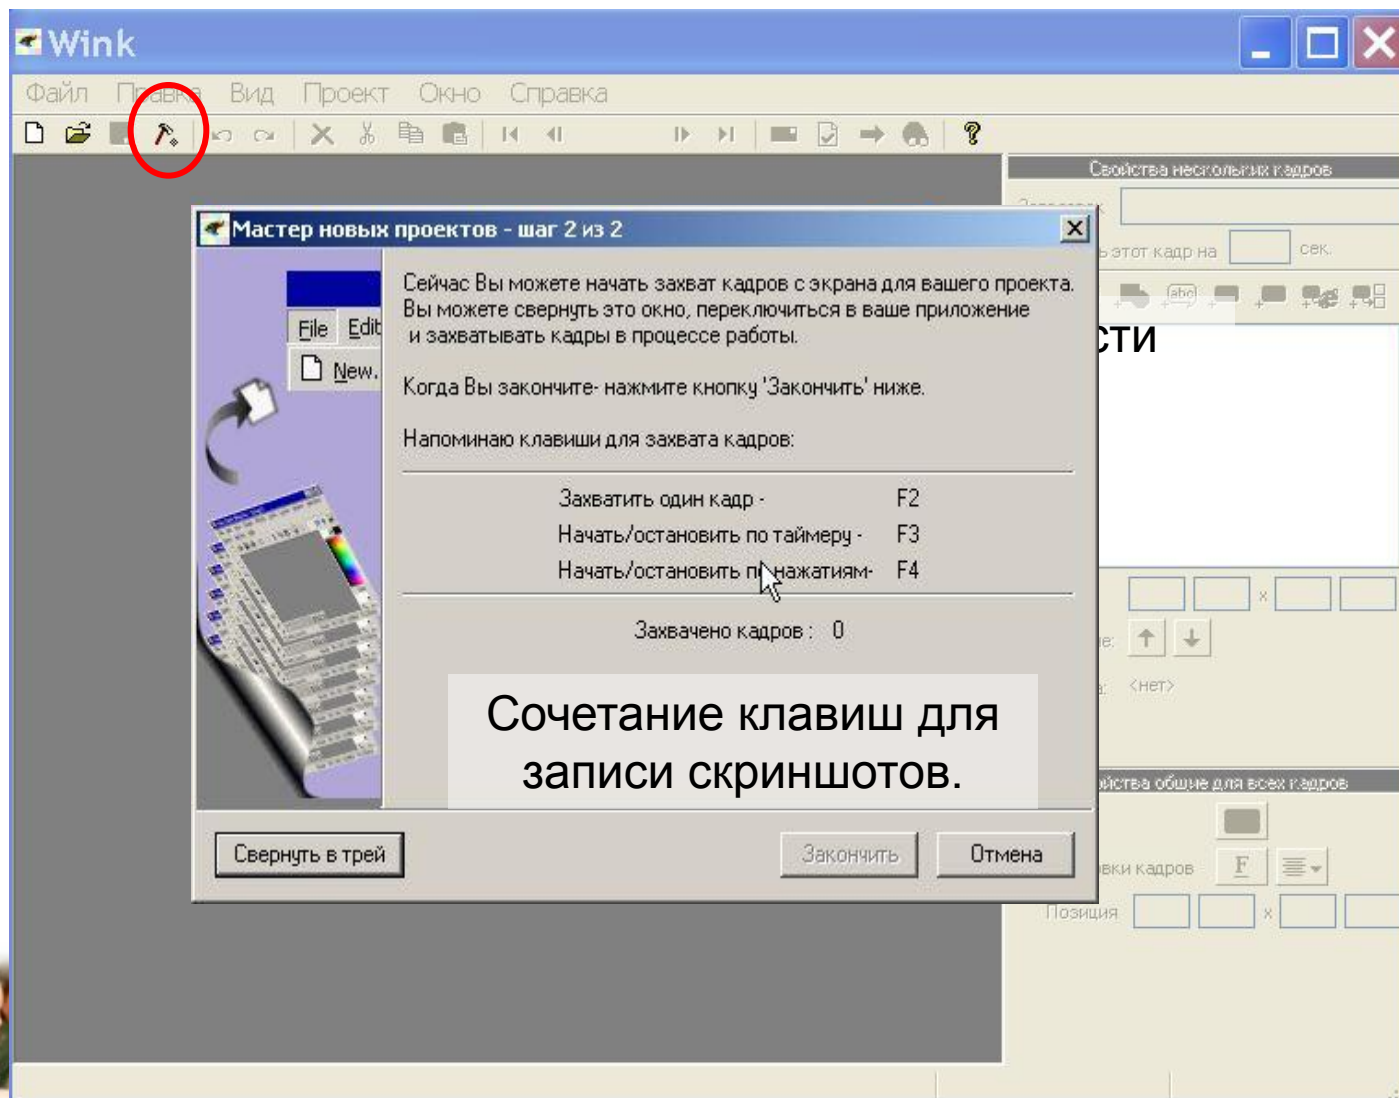 Wink
Файл Правка Вид Проект Окно Справка
Свойства нескольких кадров
этот кадр на сек.
Мастер новых проектов - шаг 2 из 2
File Edit
New.
Сейчас Вы можете начать захват кадров с экрана для вашего проекта.
Вы можете свернуть это окно, переключиться в ваше приложение
и захватывать кадры в процессе работы.
Когда Вы закончите- нажмите кнопку 'Закончить' ниже.
Напоминаю клавиши для захвата кадров:
Захватить один кадр - F2
Начать/остановить по таймеру - F3
Начать/остановить по нажатиям- F4
Захвачено кадров : 0
Сочетание клавиш для
записи скриншотов.
Свернуть в трей Закончить Отмена
abc
сти
x
<нет>
общие для всех кадров
кадров F
Позиция x